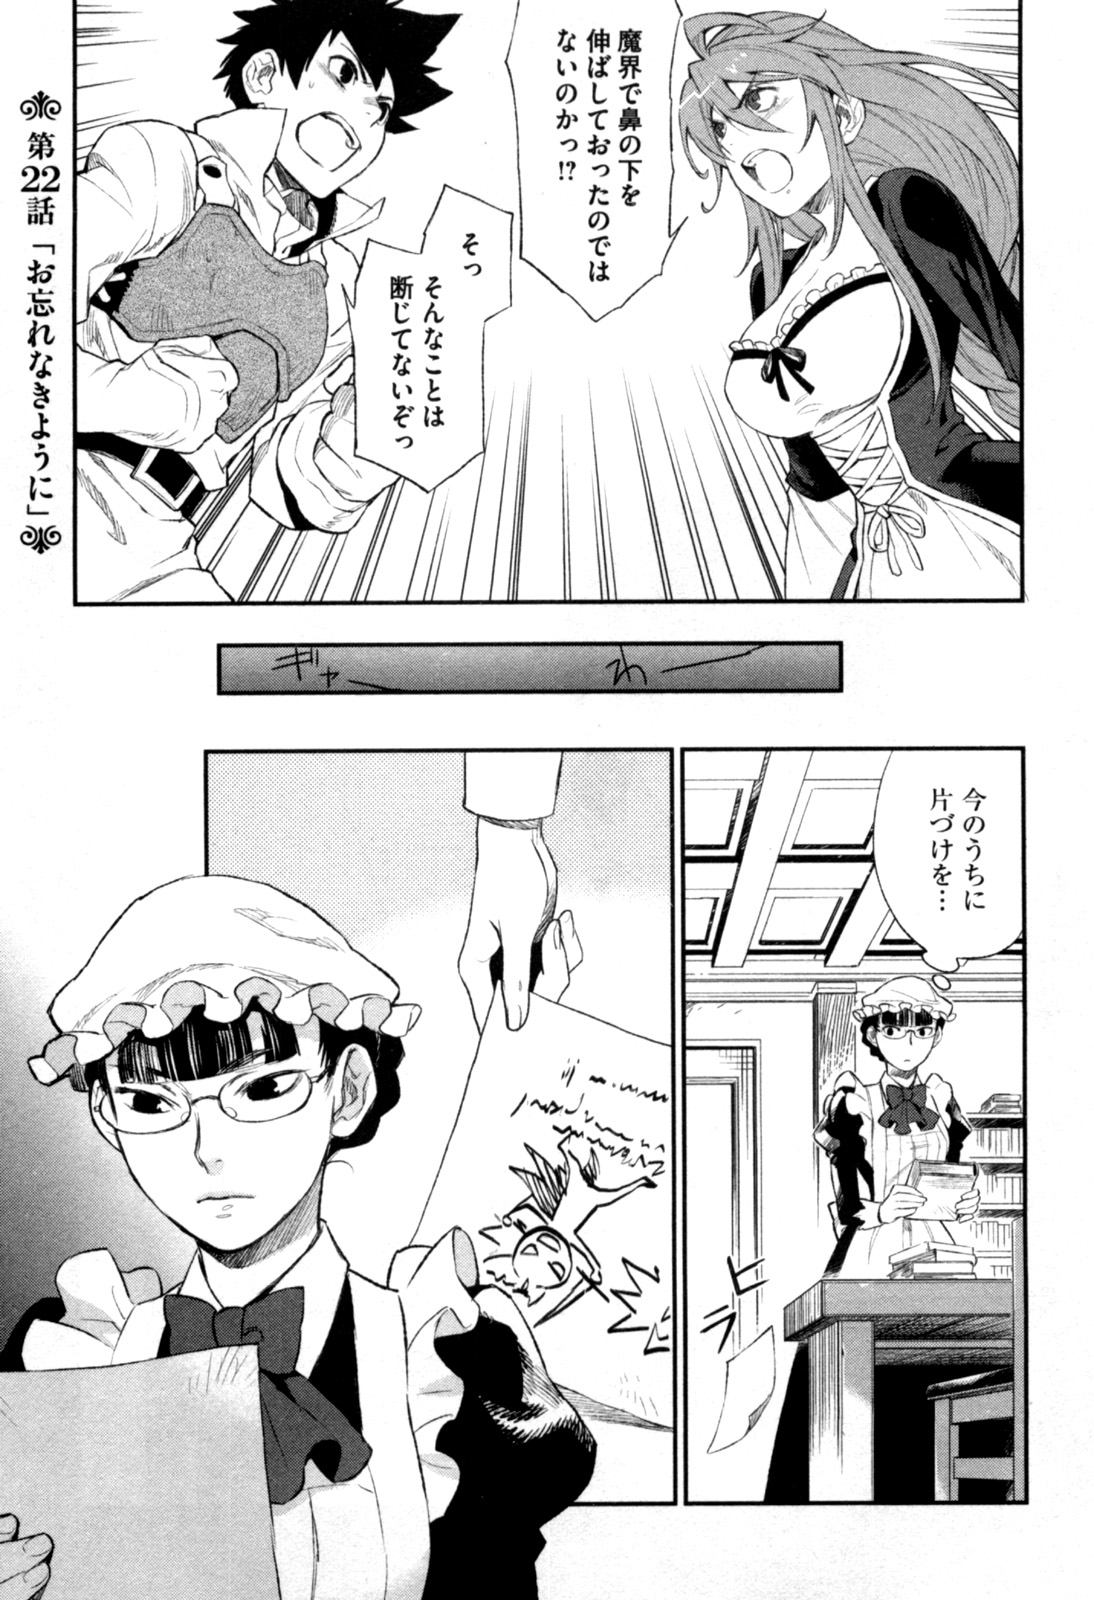 魔界で鼻の下を
伸ばしておったのでは
ないのかっ!?
そっ
そんなことは
断じてないぞっ
第22話「お忘れなきように」
わーー
ギャー
今のうちに
片づけを…
ヒラ